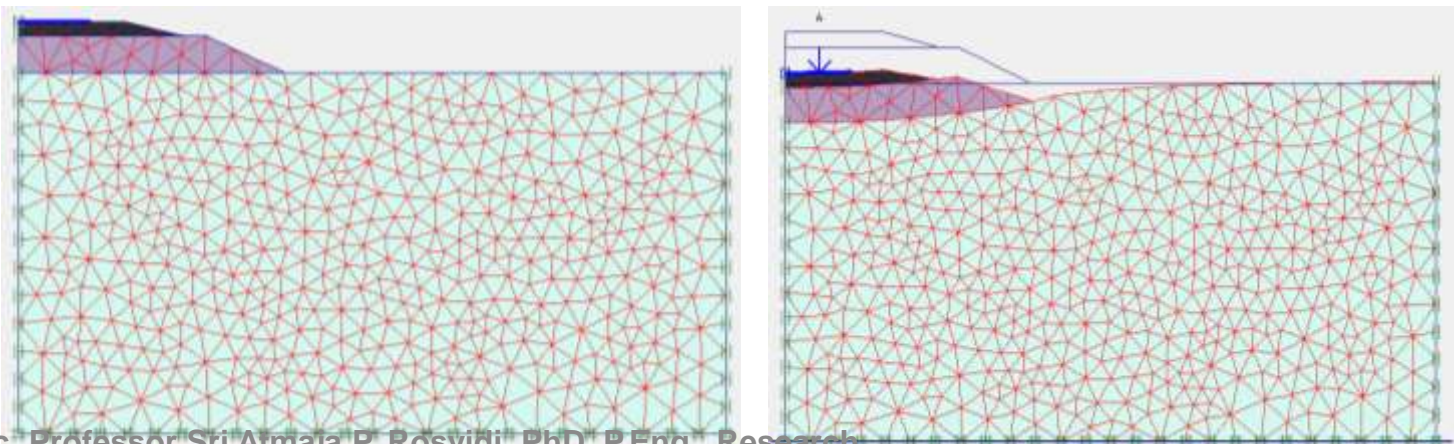 A
c. Professor Sri Atmaja P. Rosyidi, PhD, P.Eng., Research